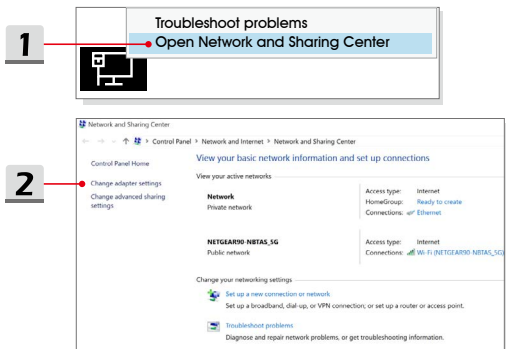 Troubleshoot problems
1
Open Network and Sharing Center
Network and Sharing Center
Control Panel > Network and Internet > Network and Sharing Center
Control Panel Home
View your basic network information and set up connections
View your active networks
2
Change adapter settings
Change advanced sharing
settings
Network
Private network
Access type: Internet
HomeGroup: Ready to create
Connections: Ethernet
NETGEAR90-NBTAS_5G
Public network
Access type: Internet
Connections: Wi-Fi (NETGEAR90-NBTAS_5G)
Change your networking settings
Set up a new connection or network
Set up a broadband, dial-up, or VPN connection; or set up a router or access point.
Troubleshoot problems
Diagnose and repair network problems, or get troubleshooting information.